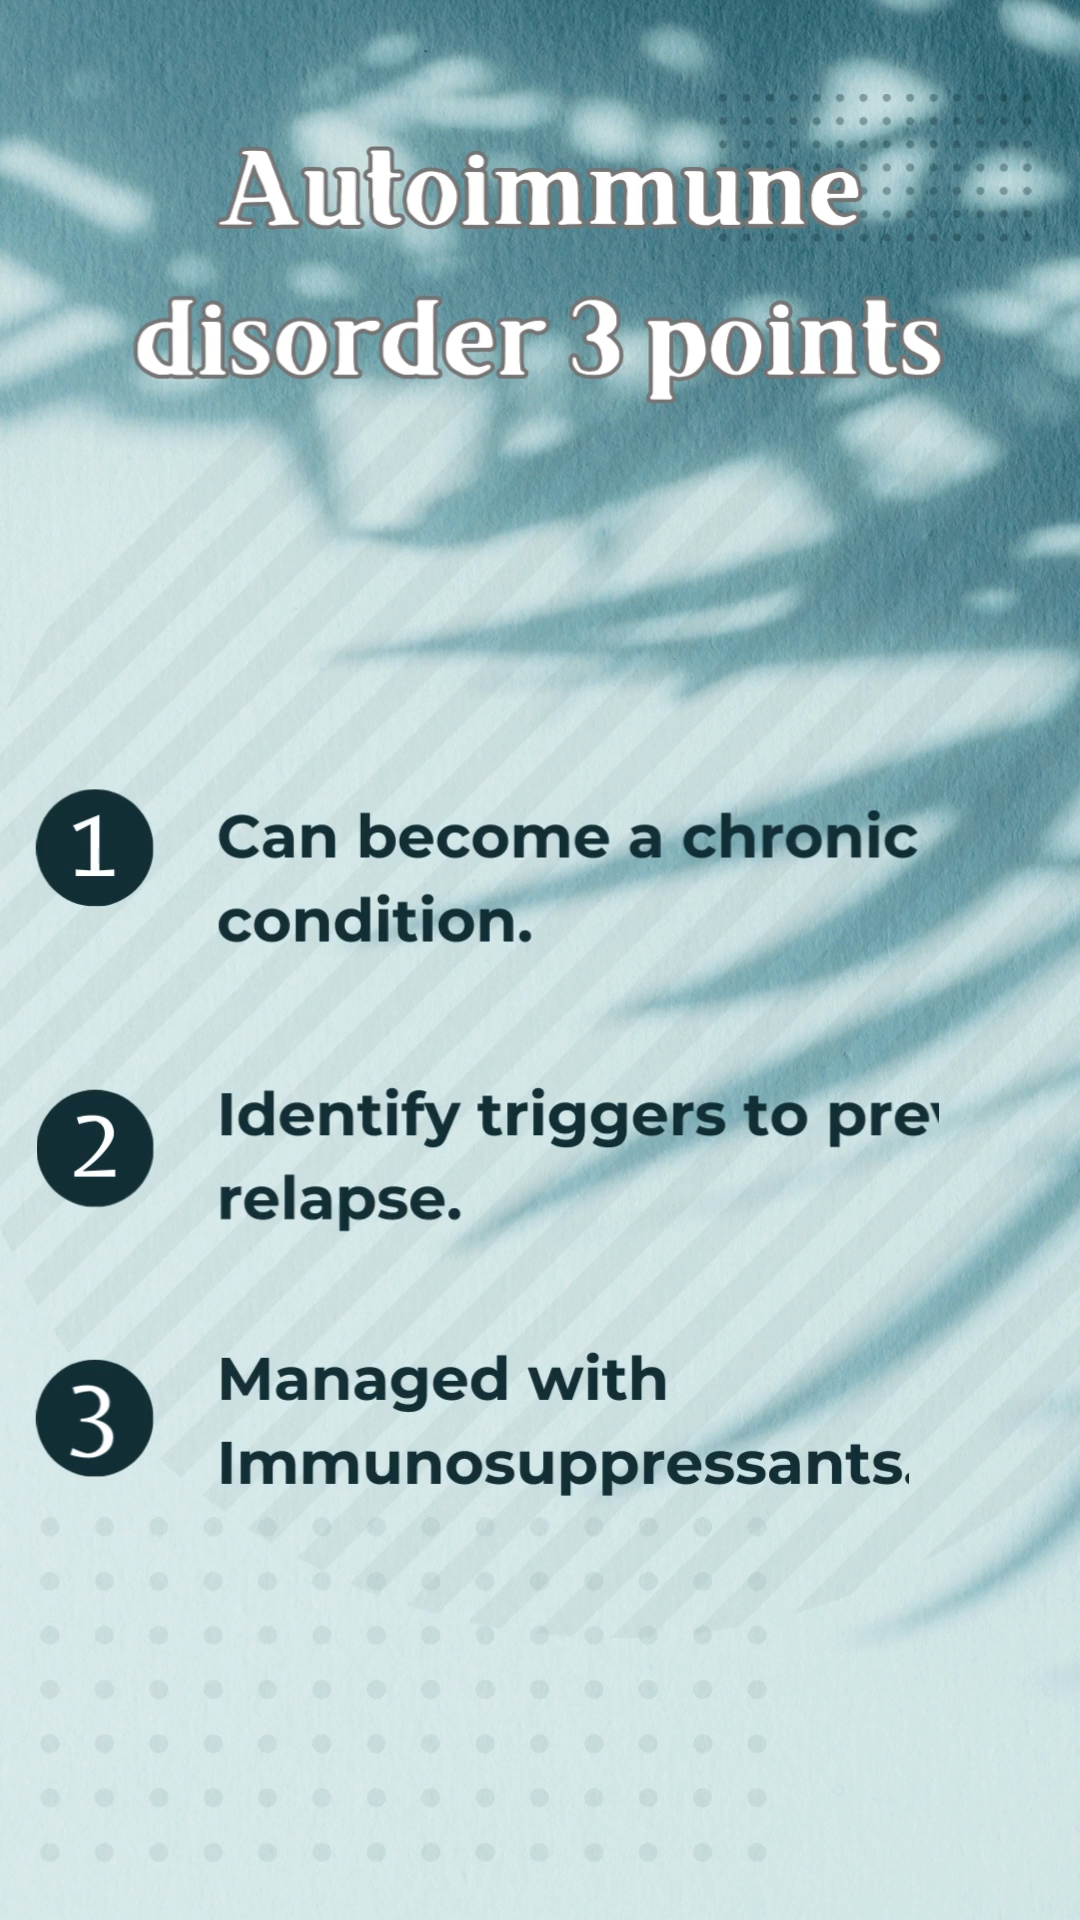 Autoimmune
disorder 3 points
1
Can become a chronic
condition.
2
Identify triggers to
relapse.
3
Managed with
Immunosuppressants.